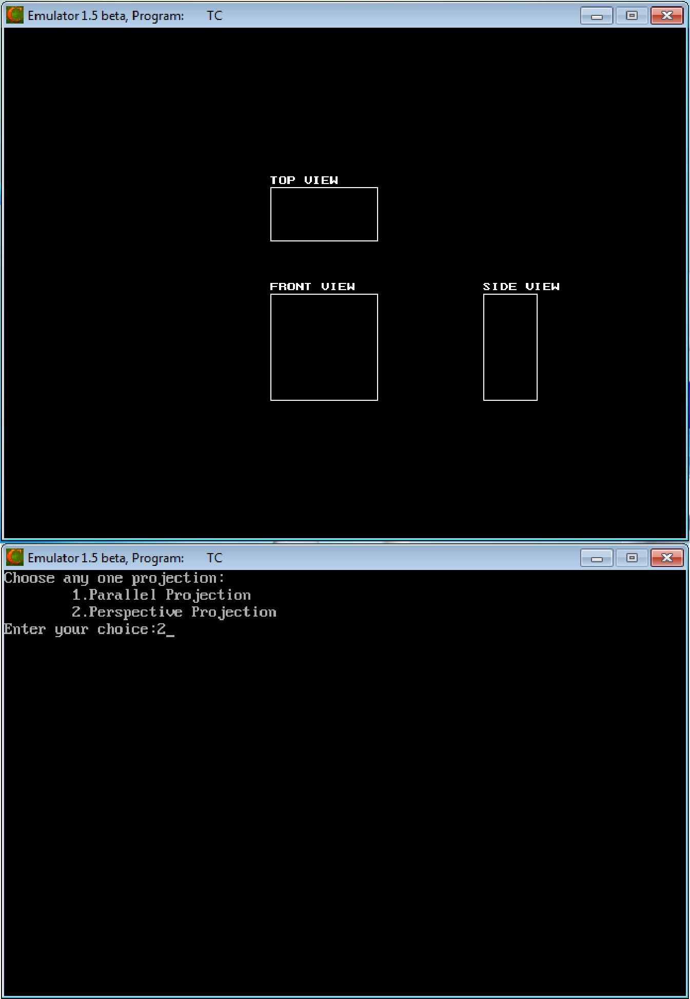 Emulator 1.5 beta, Program: TC
TOP VIEW
FRONT VIEW
SIDE VIEW
Emulator 1.5 beta, Program: TC
Choose any one projection:
1.Parallel Projection
2.Perspective Projection
Enter your choice:2_